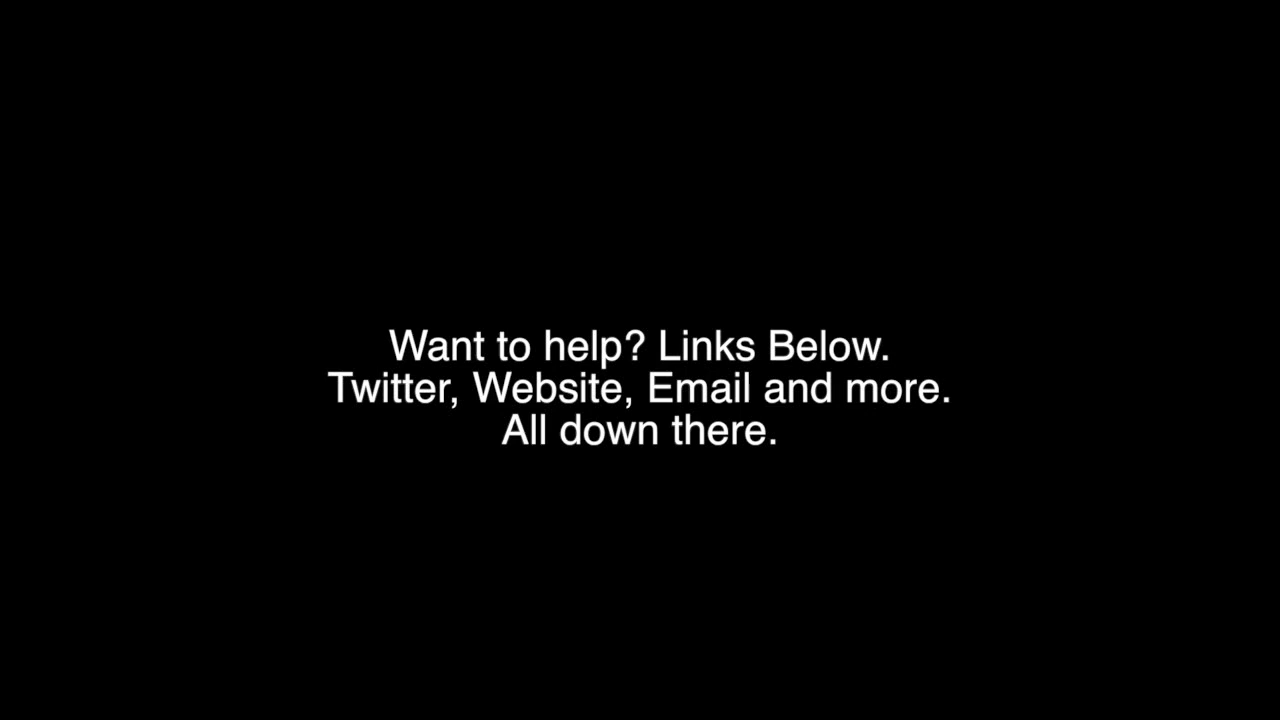 Want to help? Links Below.
Twitter, Website, Email and more.
All down there.